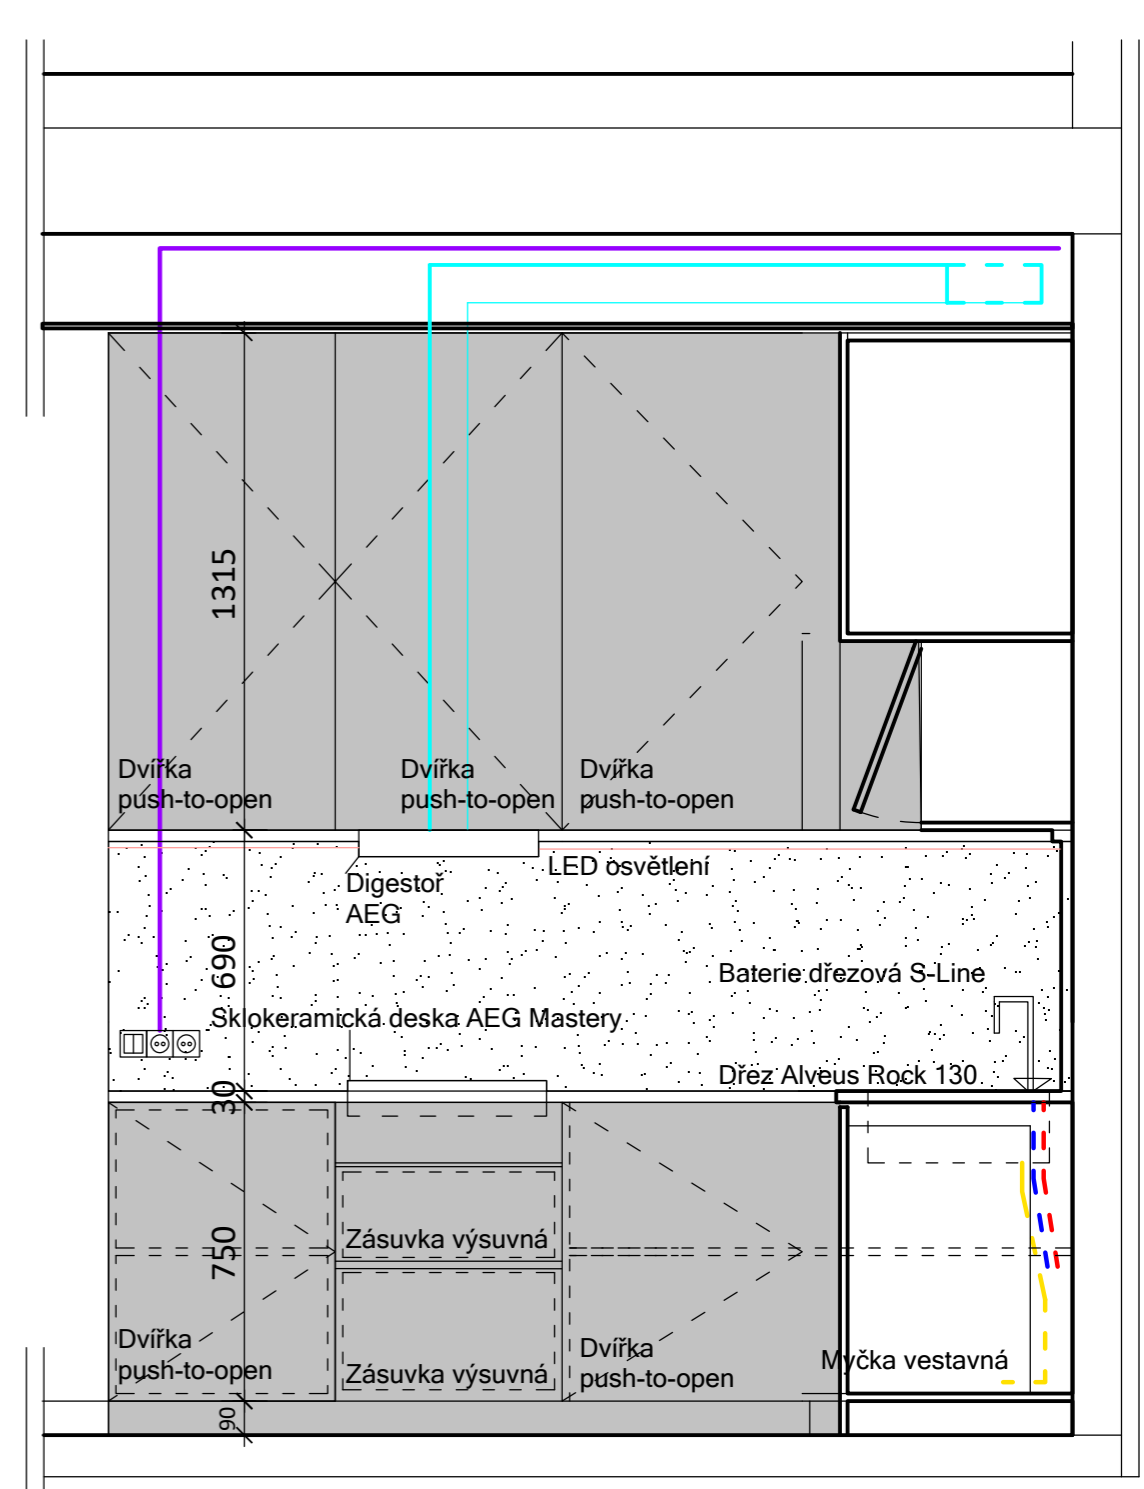 1315
Dvířka
push-to-open
Dvířka
push-to-open
Dvířka
push-to-open
LED osvětlení
Digestoř
AEG
690
Baterie dřezová S-Line
Sklokeramická deska AEG Mastery
Dřez Alveus Rock 130
30
750
Zásuvka výsuvná
Dvířka
push-to-open
Zásuvka výsuvná
Dvířka
push-to-open
Myčka vestavná
90